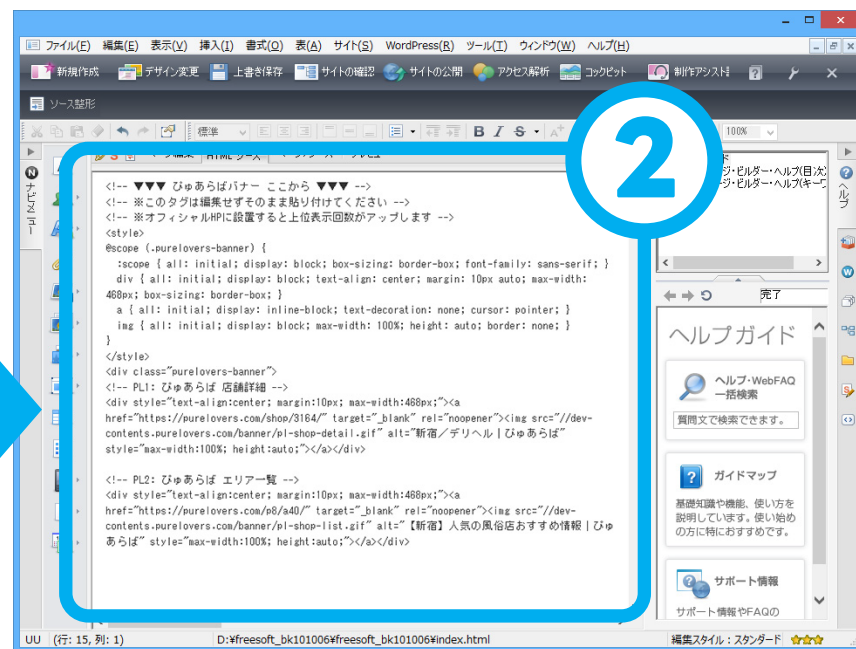 ファイル(F) 編集(E) 表示(V) 挿入(I) 書式(O) 表(A) サイト(S) WordPress(R) ツール(T) ウィンドウ(W) ヘルプ(H)
新規作成 デザイン変更 上書き保存 サイトの確認 サイトの公開 アクセス解析 コックピット 制作アシスト
ソース整形
標準 B I S A 100%
ナビメニュー
HTML ソース
<!-- ▼▼▼ ぴゅあらばバナー ここから ▼▼▼ -->
<!-- ※このタグは編集せずそのまま貼り付けてください -->
<!-- ※オフィシャルHPに設置すると上位表示回数がアップします -->
<style>
@scope (.purelovers-banner) {
:scope { all: initial; display: block; box-sizing: border-box; font-family: sans-serif; }
div { all: initial; display: block; text-align: center; margin: 10px auto; max-width:
468px; box-sizing: border-box; }
a { all: initial; display: inline-block; text-decoration: none; cursor: pointer; }
img { all: initial; display: block; max-width: 100%; height: auto; border: none; }
}
</style>
<div class="purelovers-banner">
<!-- PL1: ぴゅあらば 店舗詳細 -->
<div style="text-align:center; margin:10px; max-width:468px;"><a
href="https://purelovers.com/shop/3164/" target="_blank" rel="noopener"><img src="//dev-
contents.purelovers.com/banner/pl-shop-detail.gif" alt="新宿／デリヘル | ぴゅあらば"
style="max-width:100%; height:auto;"></a></div>
<!-- PL2: ぴゅあらば エリア一覧 -->
<div style="text-align:center; margin:10px; max-width:468px;"><a
href="https://purelovers.com/p8/a40/" target="_blank" rel="noopener"><img src="//dev-
contents.purelovers.com/banner/pl-shop-list.gif" alt="【新宿】人気の風俗店おすすめ情報 | ぴゅ
あらば" style="max-width:100%; height:auto;"></a></div>
2
ジ・ビルダー・ヘルプ(目次)
ージ・ビルダー・ヘルプ(キーワ
ヘルプ
完了
ヘルプガイド
ヘルプ・WebFAQ
一括検索
質問文で検索できます。
ガイドマップ
基礎知識や機能、使い方を
説明しています。使い始め
の方に特におすすめです。
サポート情報
サポート情報やFAQの
UU (行: 15, 列: 1) D:¥freesoft_bk101006¥freesoft_bk101006¥index.html 編集スタイル：スタンダード